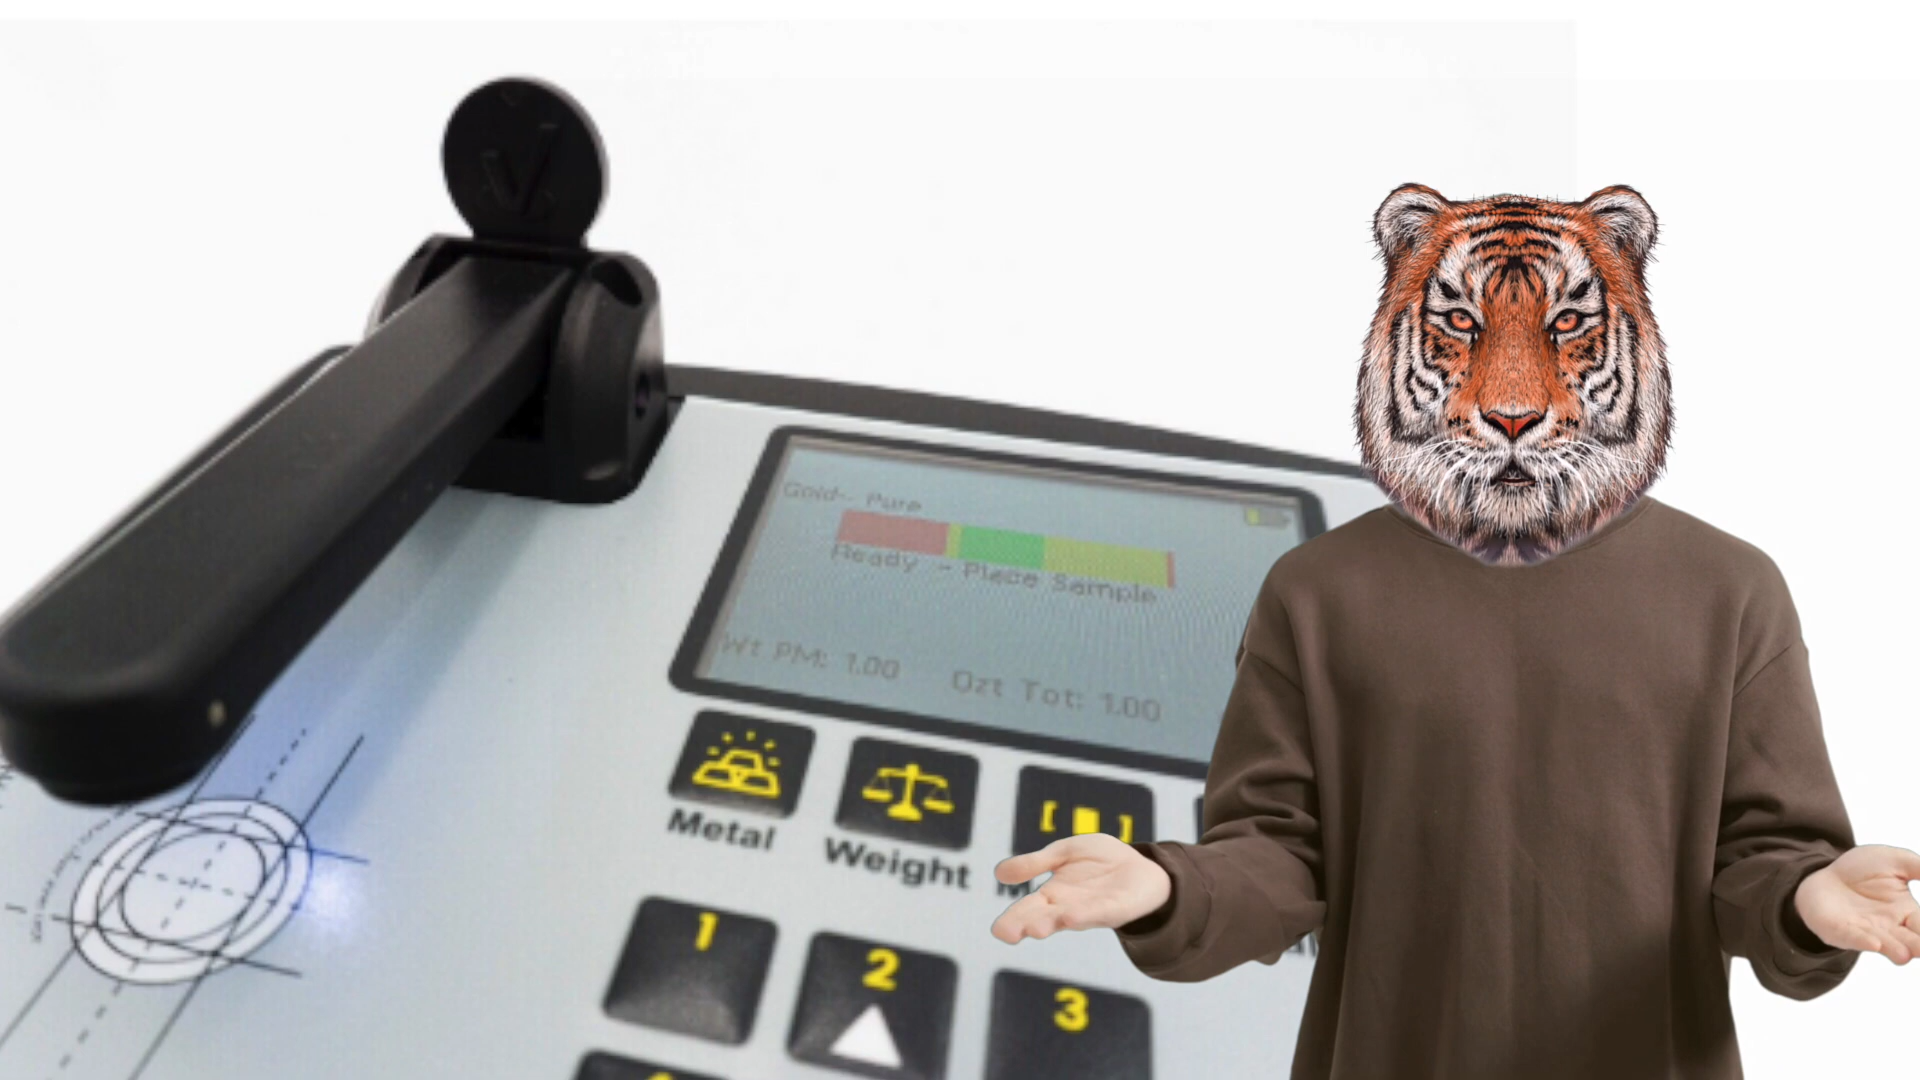 Gold- Pure
Ready - Place Sample
Wt PM: 1.00 Ozt Tot: 1.00
Metal
Weight
1
2
3